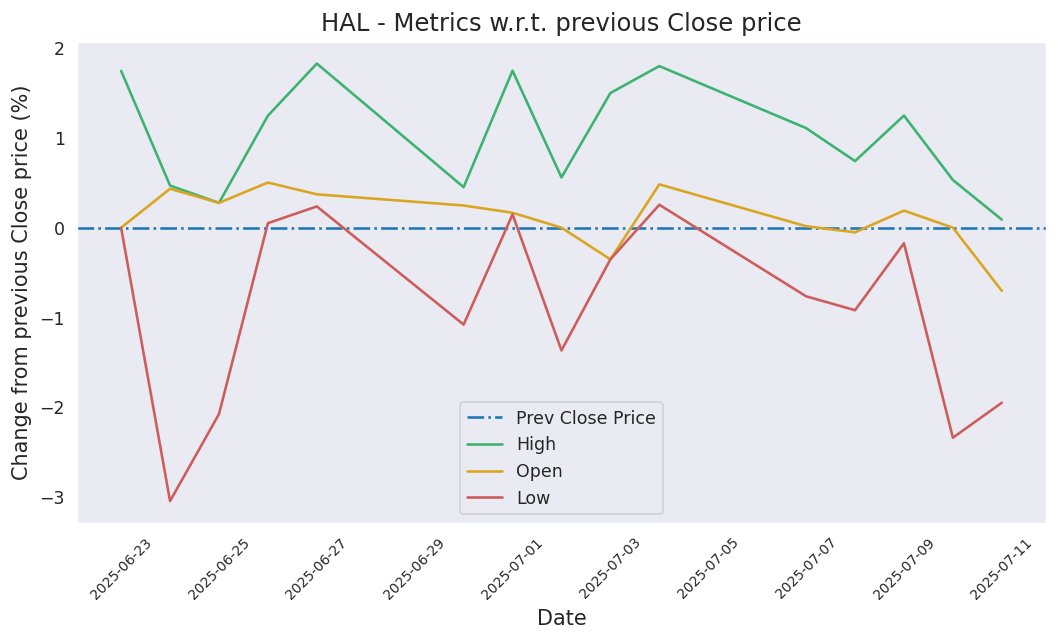 HAL - Metrics w.r.t. previous Close price
Change from previous Close price (%)
2
1
0
−1
−2
−3
Prev Close Price
High
Open
Low
2025-06-23
2025-06-25
2025-06-27
2025-06-29
2025-07-01
2025-07-03
2025-07-05
2025-07-07
2025-07-09
2025-07-11
Date